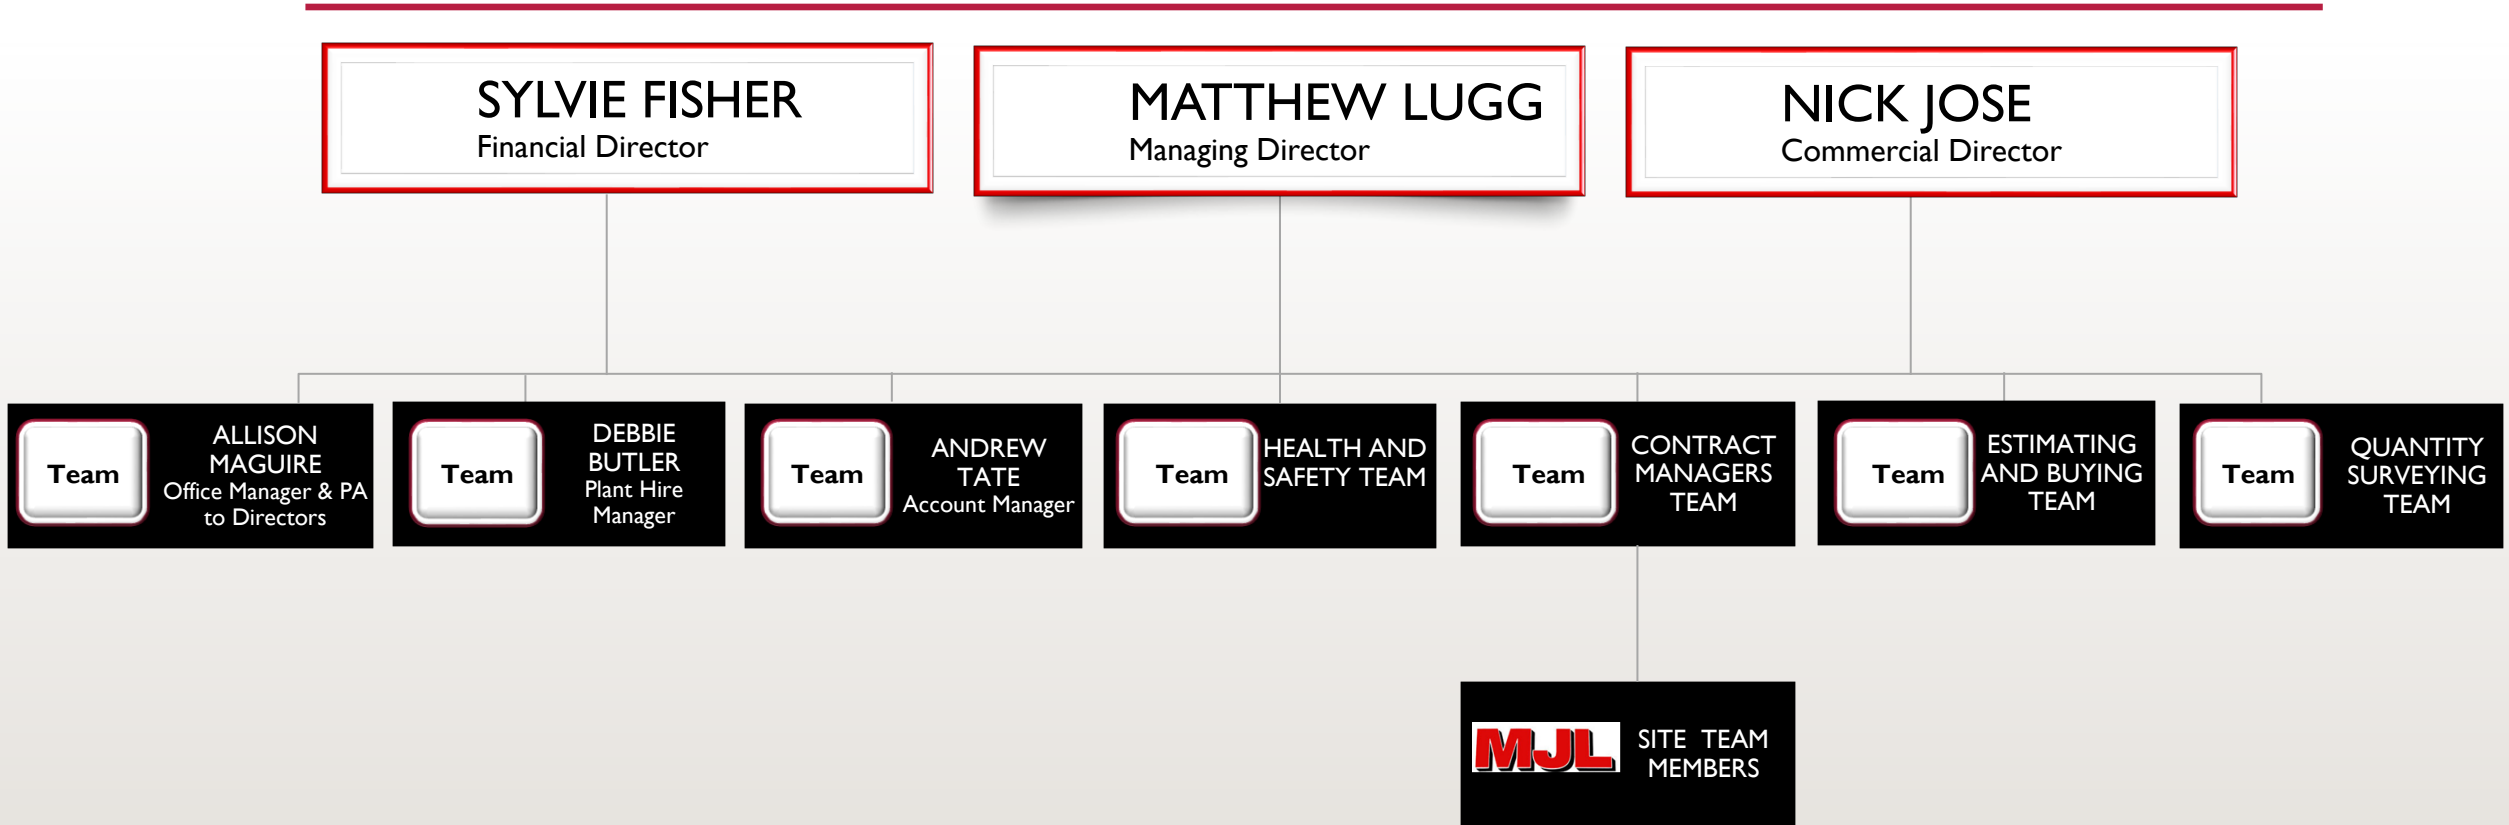 SYLVIE FISHER
Financial Director
MATTHEW LUGG
Managing Director
NICK JOSE
Commercial Director
Team
ALLISON
MAGUIRE
Office Manager & PA
to Directors
Team
DEBBIE
BUTLER
Plant Hire
Manager
Team
ANDREW
TATE
Account Manager
Team
HEALTH AND
SAFETY TEAM
Team
CONTRACT
MANAGERS
TEAM
Team
ESTIMATING
AND BUYING
TEAM
Team
QUANTITY
SURVEYING
TEAM
MJL
SITE TEAM
MEMBERS